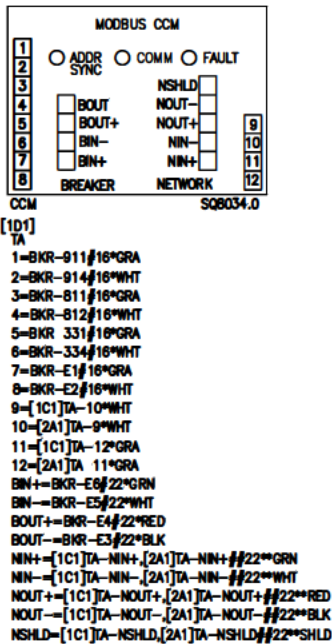 MODBUS CCM
1
2
3
4
5
6
7
8
ADDR SYNC
COMM
FAULT
BOUT
BOUT+
BIN-
BIN+
BREAKER
NSHLD
NOUT-
NOUT+
NIN-
NIN+
NETWORK
9
10
11
12
CCM
SQ8034.0
[1D1]
TA
1=BKR-911#16*GRA
2=BKR-914#16*WHT
3=BKR-811#16*GRA
4=BKR-812#16*WHT
5=BKR 331#16*GRA
6=BKR-334#16*WHT
7=BKR-E1#16*GRA
8=BKR-E2#16*WHT
9=[1C1]TA-10*WHT
10=[2A1]TA-9*WHT
11=[1C1]TA-12*GRA
12=[2A1]TA 11*GRA
BIN+=BKR-E6#22*GRN
BIN-=BKR-E5#22*WHT
BOUT+=BKR-E4#22*RED
BOUT-=BKR-E3#22*BLK
NIN+=[1C1]TA-NIN+,[2A1]TA-NIN+##22**GRN
NIN-=[1C1]TA-NIN-,[2A1]TA-NIN-##22**WHT
NOUT+=[1C1]TA-NOUT+,[2A1]TA-NOUT+##22**RED
NOUT-=[1C1]TA-NOUT-,[2A1]TA-NOUT-##22**BLK
NSHLD=[1C1]TA-NSHLD,[2A1]TA-NSHLD##22**SHLD